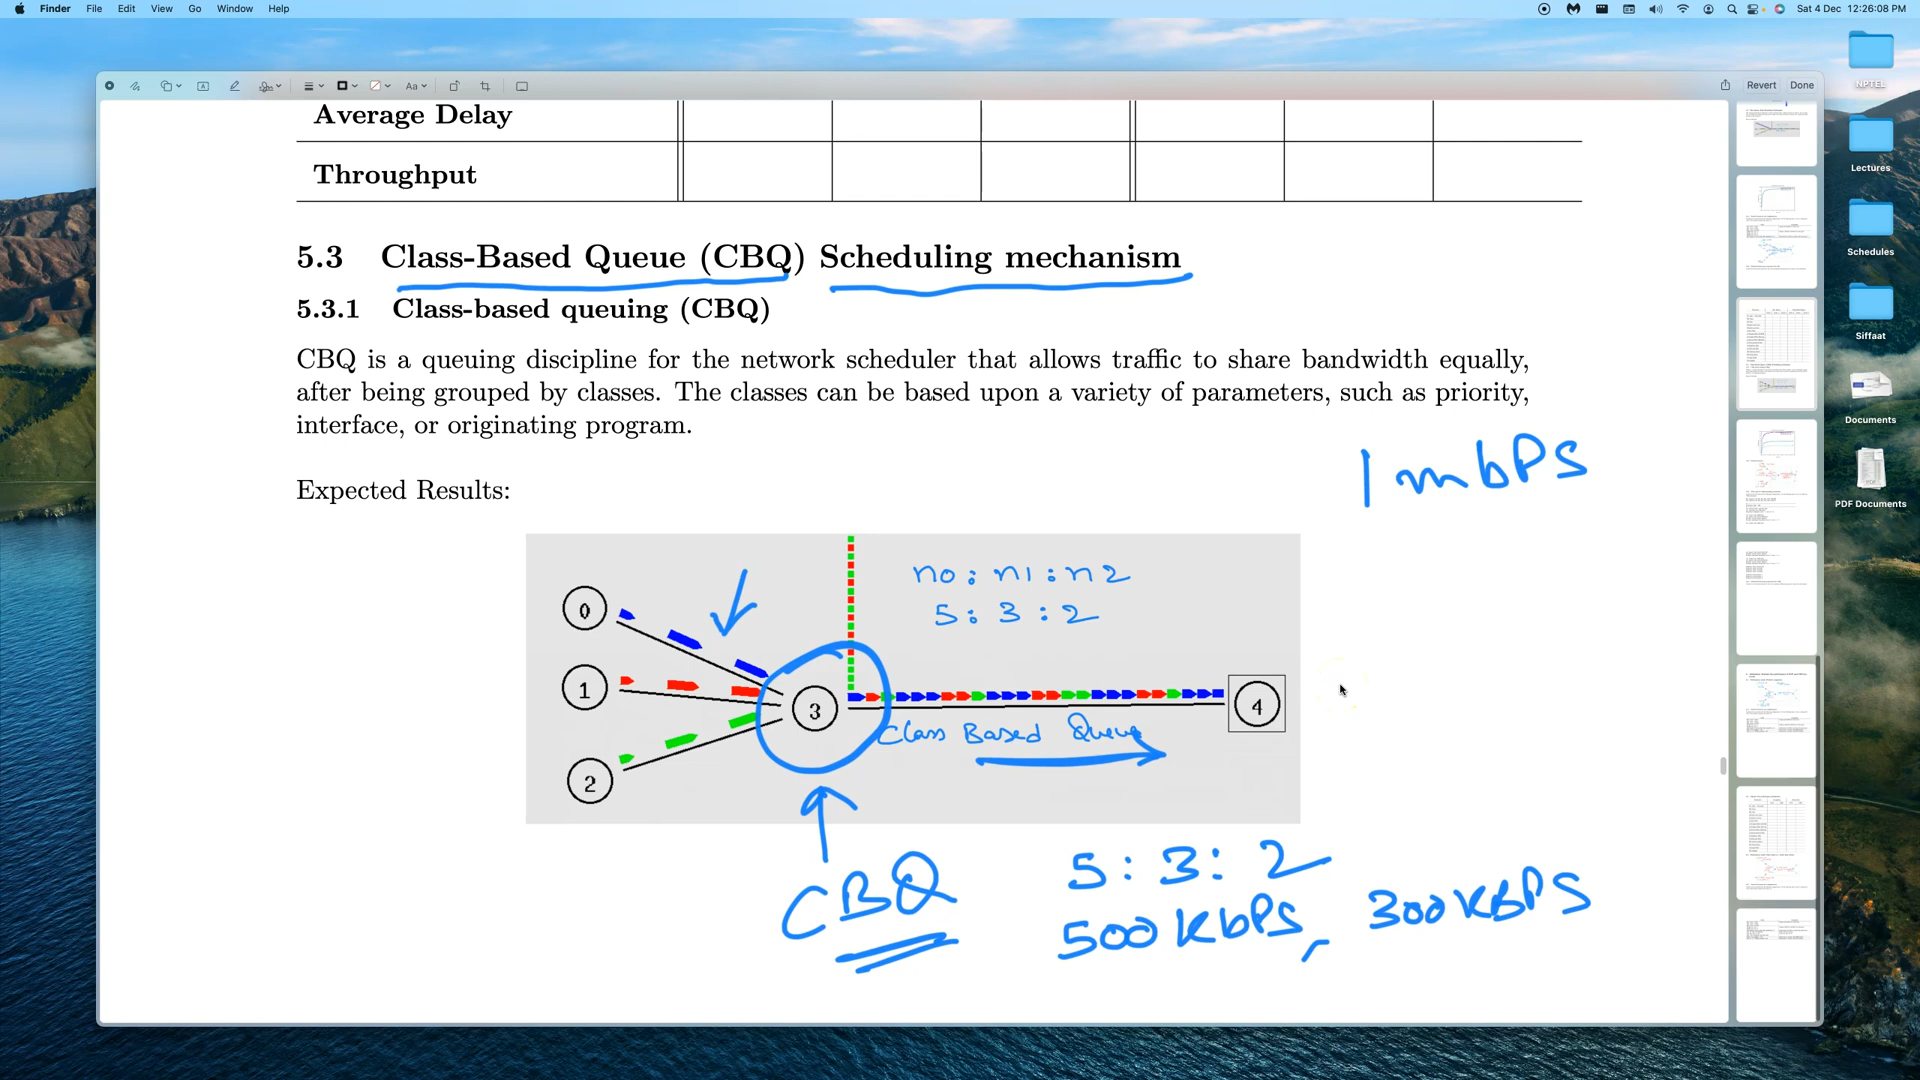 Finder File Edit View Go Window Help
Sat 4 Dec 12:26:08 PM
Aa
Revert Done
Average Delay
Throughput
5.3 Class-Based Queue (CBQ) Scheduling mechanism
5.3.1 Class-based queuing (CBQ)
CBQ is a queuing discipline for the network scheduler that allows traffic to share bandwidth equally,
after being grouped by classes. The classes can be based upon a variety of parameters, such as priority,
interface, or originating program.
1 mbPS
Expected Results:
n0 : n1 : n2
5 : 3 : 2
0
1
2
3
4
Class Based Queue
CBQ
5 : 3 : 2
500 KbPS, 300 KBPS
NPTEL
Lectures
Schedules
Siffaat
Documents
PDF
PDF Documents